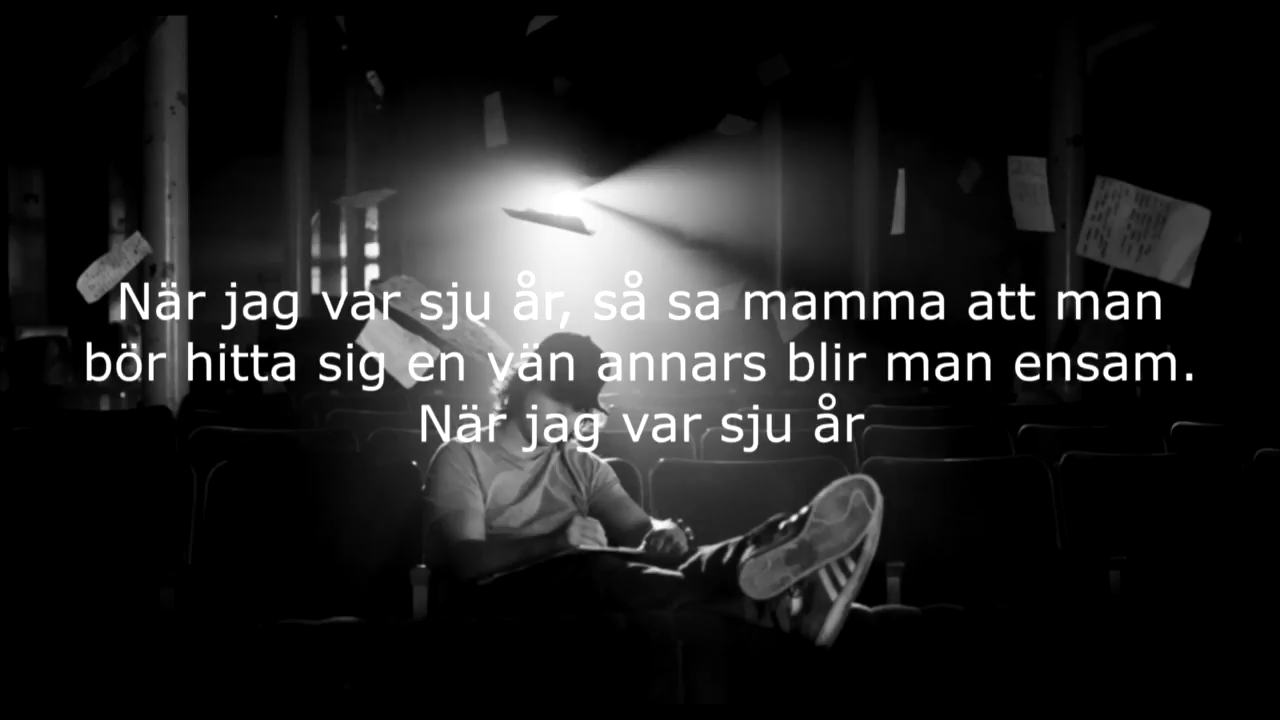 När jag var sju år, så sa mamma att man
bör hitta sig en vän annars blir man ensam.
När jag var sju år